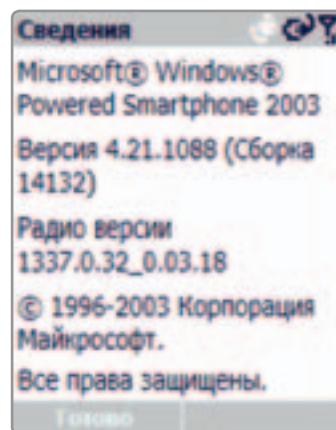 Сведения
Microsoft® Windows®
Powered Smartphone 2003
Версия 4.21.1088 (Сборка
14132)
Радио версии
1337.0.32_0.03.18
© 1996-2003 Корпорация
Майкрософт.
Все права защищены.
Готово